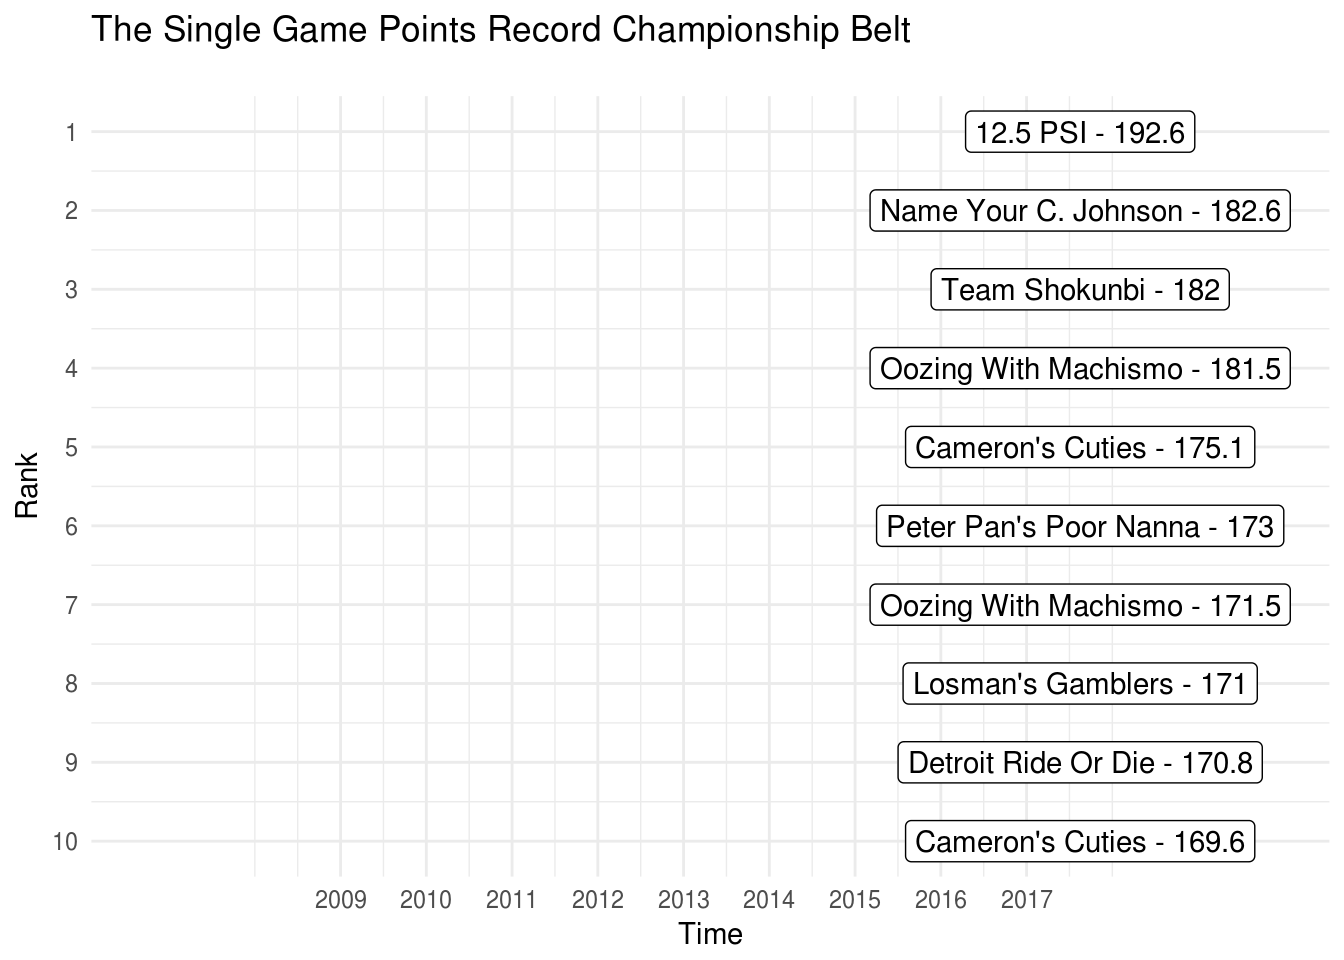 The Single Game Points Record Championship Belt
1
12.5 PSI - 192.6
2
Name Your C. Johnson - 182.6
3
Team Shokunbi - 182
4
Oozing With Machismo - 181.5
5
Cameron's Cuties - 175.1
Rank
6
Peter Pan's Poor Nanna - 173
7
Oozing With Machismo - 171.5
8
Losman's Gamblers - 171
9
Detroit Ride Or Die - 170.8
10
Cameron's Cuties - 169.6
2009 2010 2011 2012 2013 2014 2015 2016 2017
Time